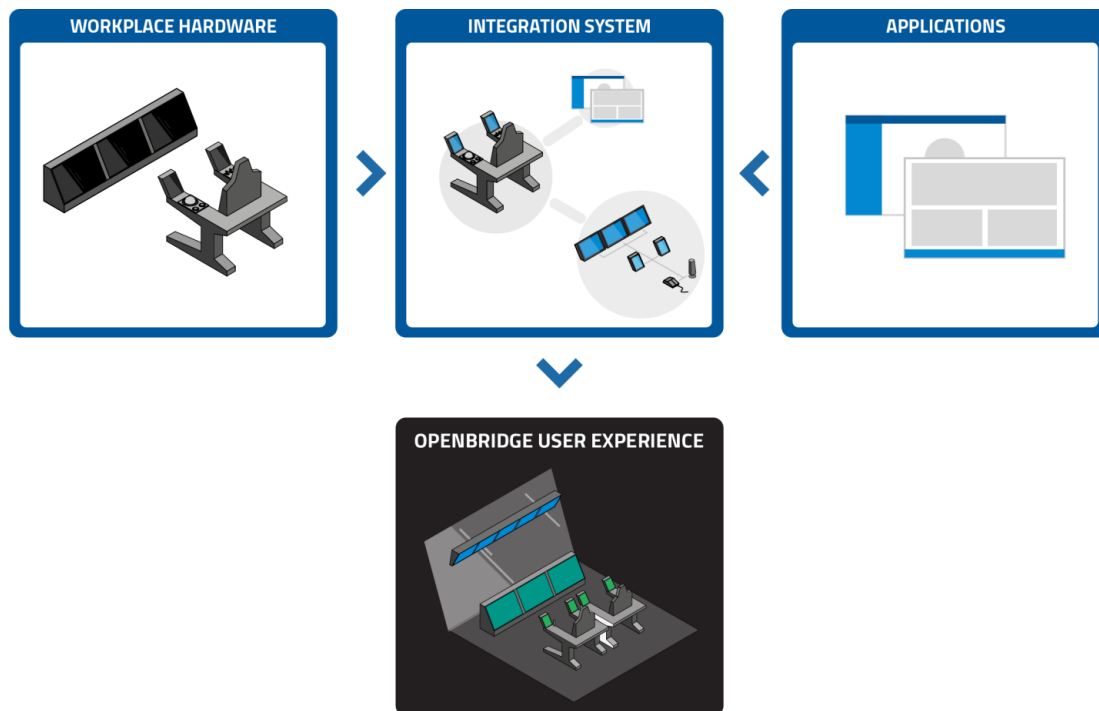 WORKPLACE HARDWARE
INTEGRATION SYSTEM
APPLICATIONS
OPENBRIDGE USER EXPERIENCE